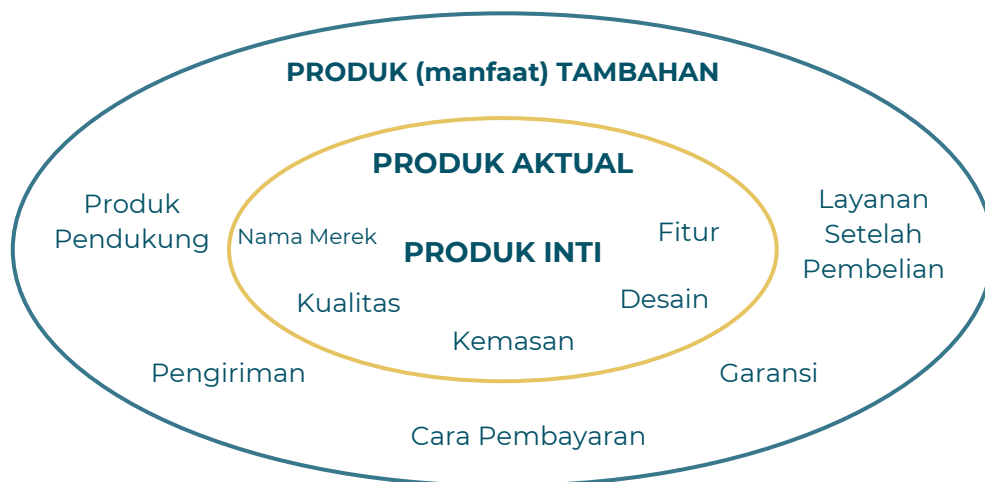 PRODUK (manfaat) TAMBAHAN
PRODUK AKTUAL
Produk
Pendukung
Nama Merek
PRODUK INTI
Fitur
Layanan
Setelah
Pembelian
Kualitas
Desain
Kemasan
Pengiriman
Garansi
Cara Pembayaran